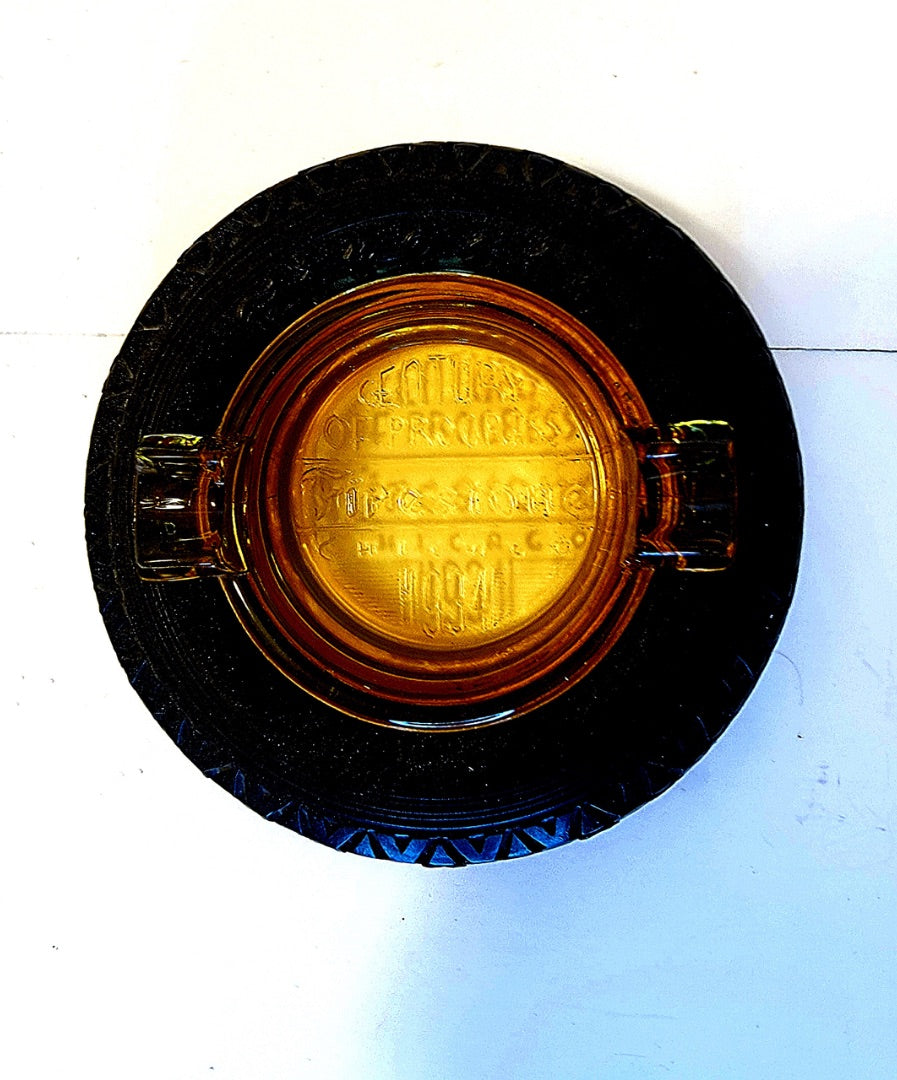 CENTURY
OF PROGRESS
Firestone
CHICAGO
1934